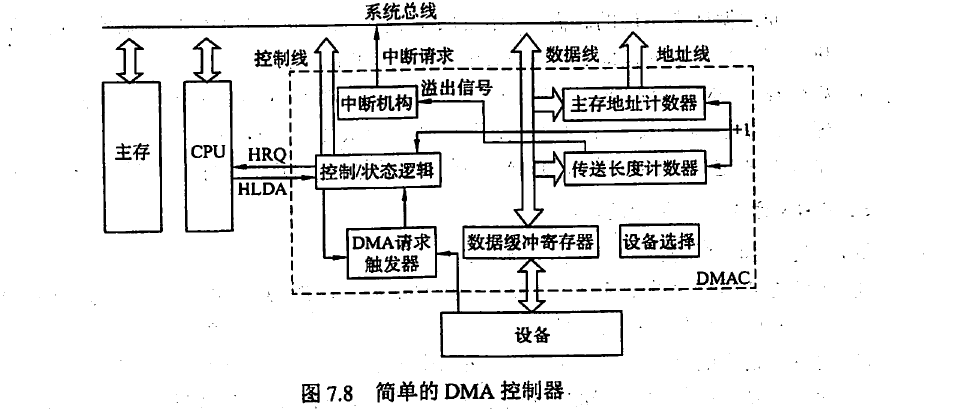 系统总线
控制线
中断请求
数据线
地址线
溢出信号
中断机构
主存地址计数器
+1
主存
CPU
HRQ
HLDA
控制/状态逻辑
传送长度计数器
DMA请求
触发器
数据缓冲寄存器
设备选择
DMAC
设备
图 7.8 简单的 DMA 控制器